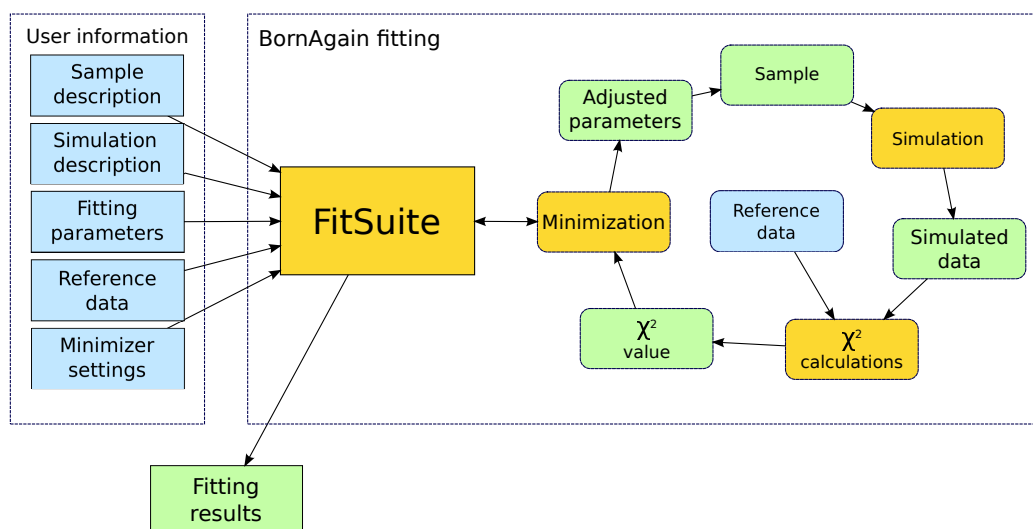 User information
Sample
description
Simulation
description
Fitting
parameters
Reference
data
Minimizer
settings
BornAgain fitting
FitSuite
Minimization
Adjusted
parameters
Sample
Simulation
Reference
data
Simulated
data
χ²
value
χ²
calculations
Fitting
results